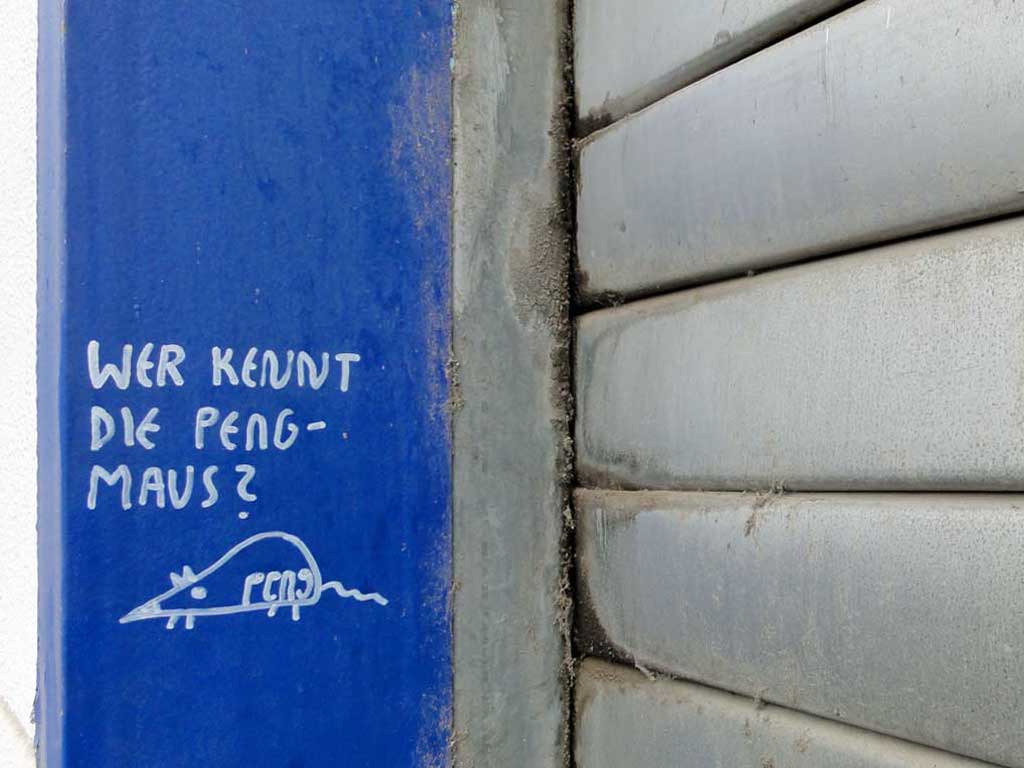 WER KENNT
DIE PENG-
MAUS?
PENG